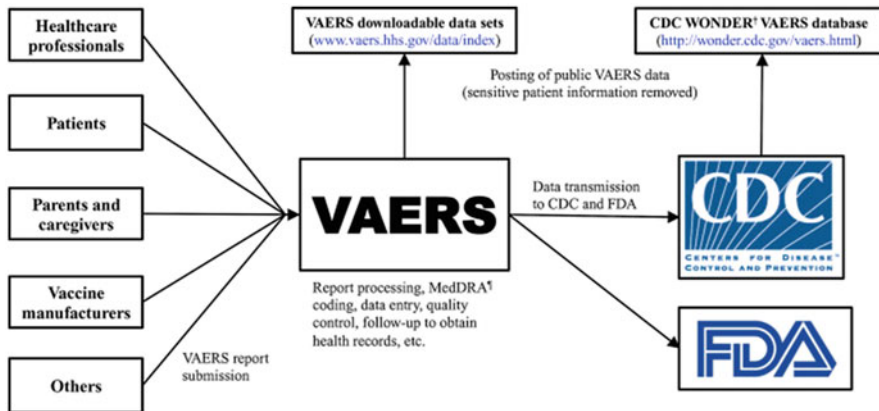 Healthcare
professionals
Patients
Parents and
caregivers
Vaccine
manufacturers
Others
VAERS report
submission
VAERS downloadable data sets
(www.vaers.hhs.gov/data/index)
VAERS
Report processing, MedDRA¶
coding, data entry, quality
control, follow-up to obtain
health records, etc.
Posting of public VAERS data
(sensitive patient information removed)
Data transmission
to CDC and FDA
CDC WONDER† VAERS database
(http://wonder.cdc.gov/vaers.html)
CDC
CENTERS FOR DISEASE
CONTROL AND PREVENTION
FDA